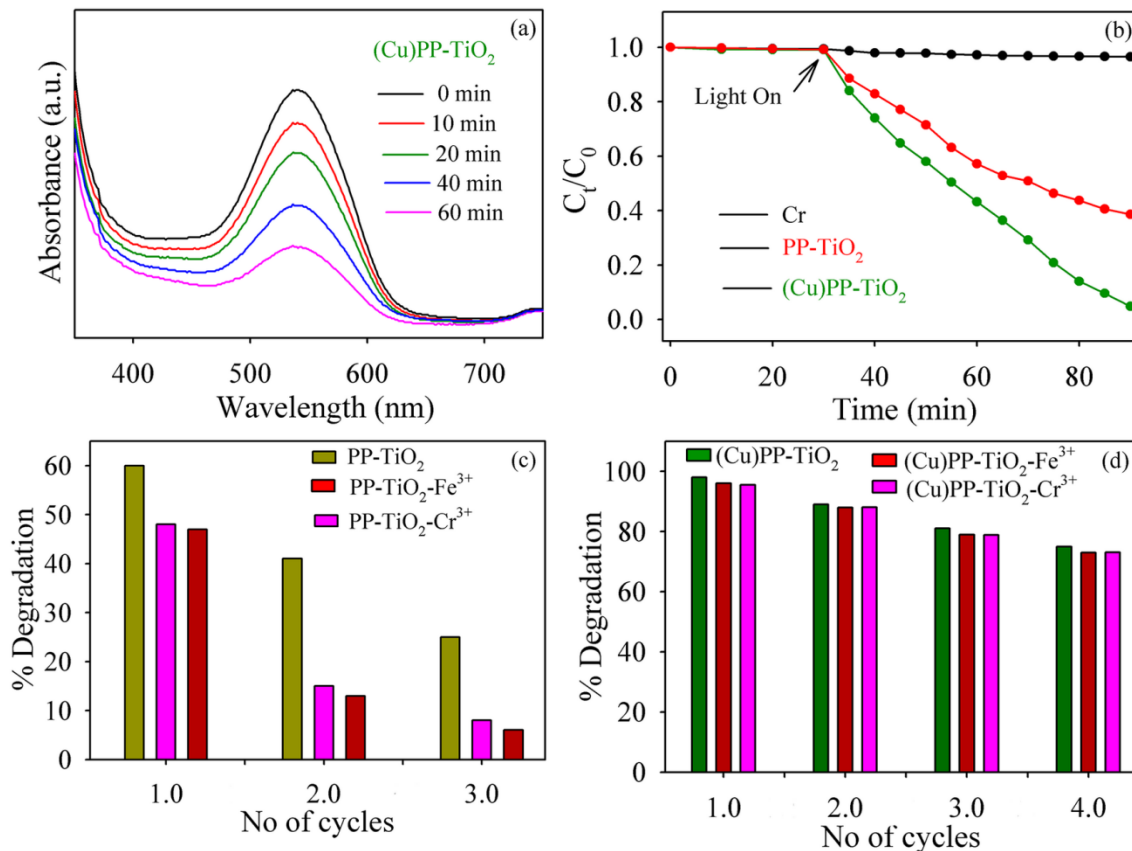 (a)
(Cu)PP-TiO₂
0 min
10 min
20 min
40 min
60 min
Absorbance (a.u.)
400 500 600 700
Wavelength (nm)
(b)
1.0
0.8
0.6
0.4
0.2
0.0
Light On
Cr
PP-TiO₂
(Cu)PP-TiO₂
Cₜ/C₀
0 20 40 60 80
Time (min)
(c)
PP-TiO₂
PP-TiO₂-Fe³⁺
PP-TiO₂-Cr³⁺
60
50
40
30
20
10
0
% Degradation
1.0 2.0 3.0
No of cycles
(d)
(Cu)PP-TiO₂ (Cu)PP-TiO₂-Fe³⁺
(Cu)PP-TiO₂-Cr³⁺
100
80
60
40
20
0
% Degradation
1.0 2.0 3.0 4.0
No of cycles